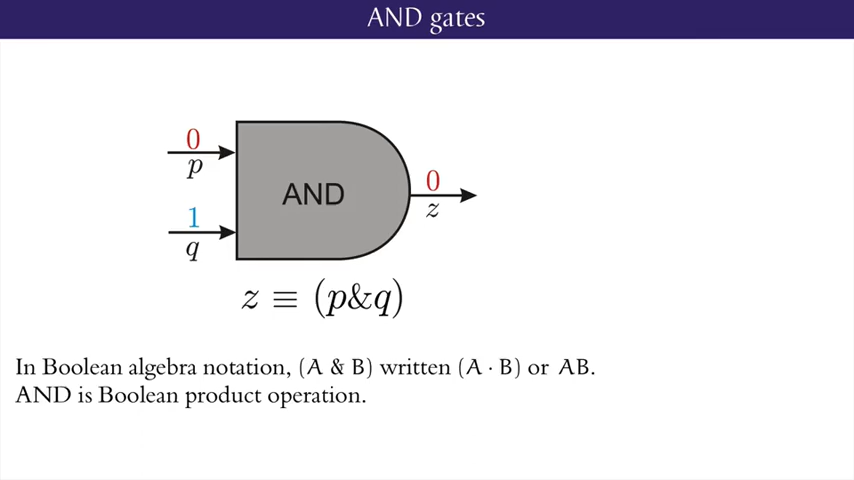 AND gates
0
p
1
q
AND
0
z
z ≡ (p&q)
In Boolean algebra notation, (A & B) written (A · B) or AB.
AND is Boolean product operation.